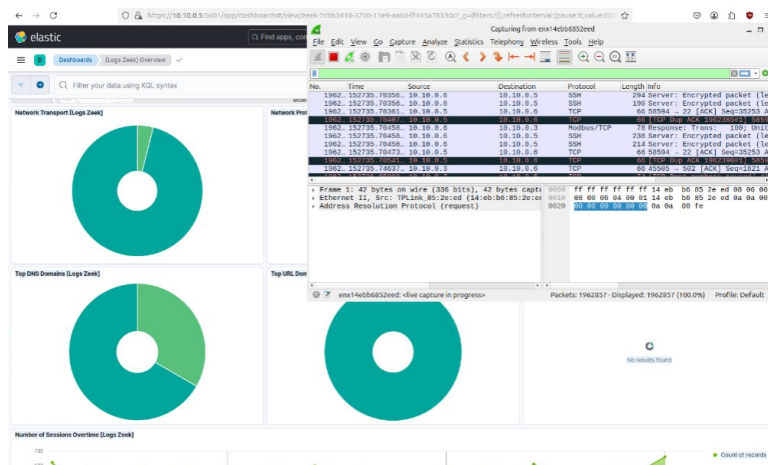 https://10.10.0.5:5601/app/dashboards#/view/zeek-7cbb5410-3700-11e9-aa6d-ff445a78330c?_g=(filters:!(),refreshInterval:(pause:!t,value:
elastic
Find apps, con
Dashboards
[Logs Zeek] Overview
Filter your data using KQL syntax
Network Transport [Logs Zeek]
Network Prot
Top DNS Domains [Logs Zeek]
Top URL Dom
No results found
Number of Sessions Overtime [Logs Zeek]
Count of records
Capturing from enx14ebb6852eed
File Edit View Go Capture Analyze Statistics Telephony Wireless Tools Help
No. Time Source Destination Protocol Length Info
1962… 152735.70356… 10.10.0.6 10.10.0.5 SSH 294 Server: Encrypted packet (le
1962… 152735.70356… 10.10.0.6 10.10.0.5 SSH 190 Server: Encrypted packet (le
1962… 152735.70361… 10.10.0.5 10.10.0.6 TCP 66 58594 → 22 [ACK] Seq=35253 A
1962… 152735.70407… 10.10.0.5 10.10.0.6 TCP 66 [TCP Dup ACK 1962385#1] 5859
1962… 152735.70458… 10.10.0.6 10.10.0.3 Modbus/TCP 78 Response: Trans: 100; Unit
1962… 152735.70458… 10.10.0.6 10.10.0.5 SSH 238 Server: Encrypted packet (le
1962… 152735.70458… 10.10.0.6 10.10.0.5 SSH 214 Server: Encrypted packet (le
1962… 152735.70473… 10.10.0.5 10.10.0.6 TCP 66 58594 → 22 [ACK] Seq=35253 A
1962… 152735.70541… 10.10.0.5 10.10.0.6 TCP 66 [TCP Dup ACK 1962390#1] 5859
1962… 152735.74637… 10.10.0.3 10.10.0.6 TCP 66 45505 → 502 [ACK] Seq=1621 A
Frame 1: 42 bytes on wire (336 bits), 42 bytes captu
Ethernet II, Src: TPLink_85:2e:ed (14:eb:b6:85:2e:ed
Address Resolution Protocol (request)
0000 ff ff ff ff ff ff 14 eb b6 85 2e ed 08 06 00
0010 08 00 06 04 00 01 14 eb b6 85 2e ed 0a 0a 00
0020 00 00 00 00 00 00 0a 0a 00 fe
enx14ebb6852eed: <live capture in progress>
Packets: 1962857 · Displayed: 1962857 (100.0%)
Profile: Default